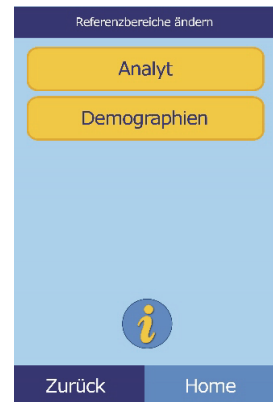 Referenzbereiche ändern
Analyt
Demographien
i
Zurück Home